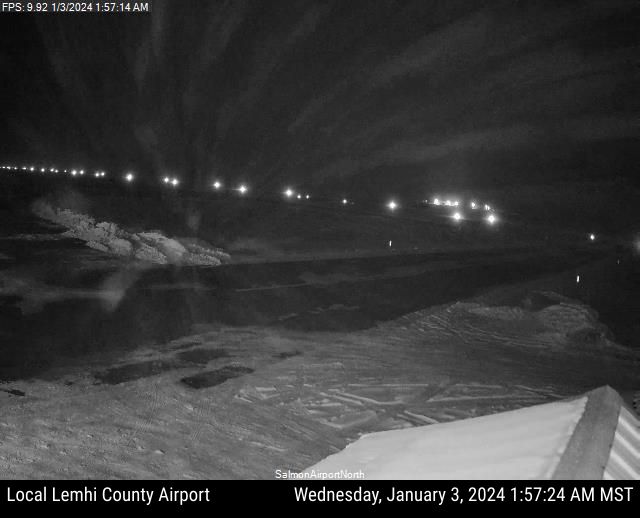 FPS: 9.92 1/3/2024 1:57:14 AM
SalmonAirportNorth
Local Lemhi County Airport Wednesday, January 3, 2024 1:57:24 AM MST